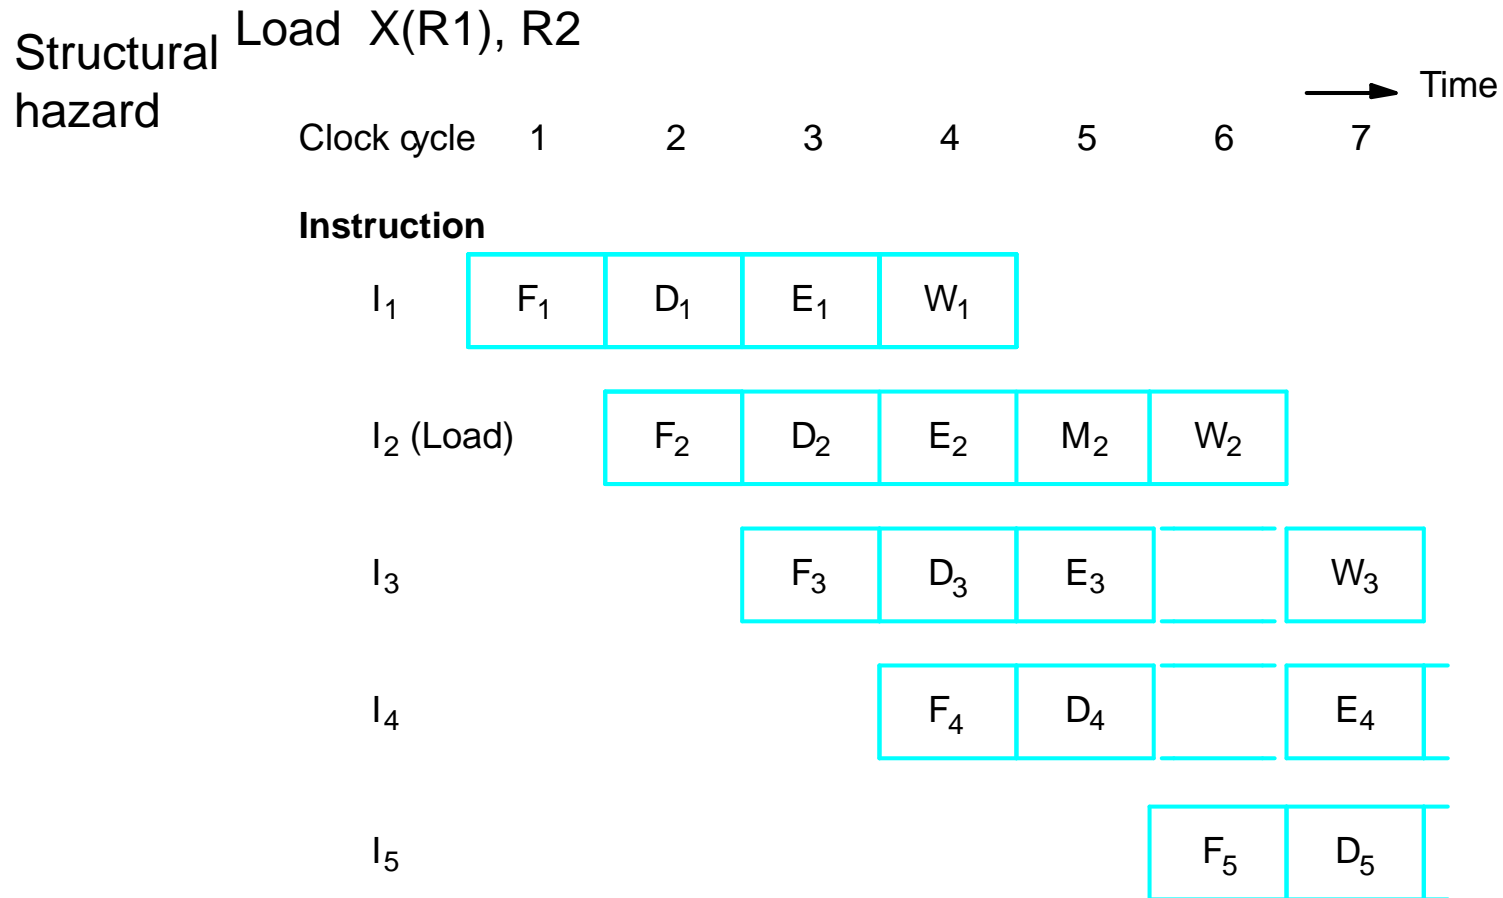 Structural
hazard
Load X(R1), R2
Time
Clock cycle 1 2 3 4 5 6 7
Instruction
I1 F1 D1 E1 W1
I2 (Load) F2 D2 E2 M2 W2
I3 F3 D3 E3 W3
I4 F4 D4 E4
I5 F5 D5